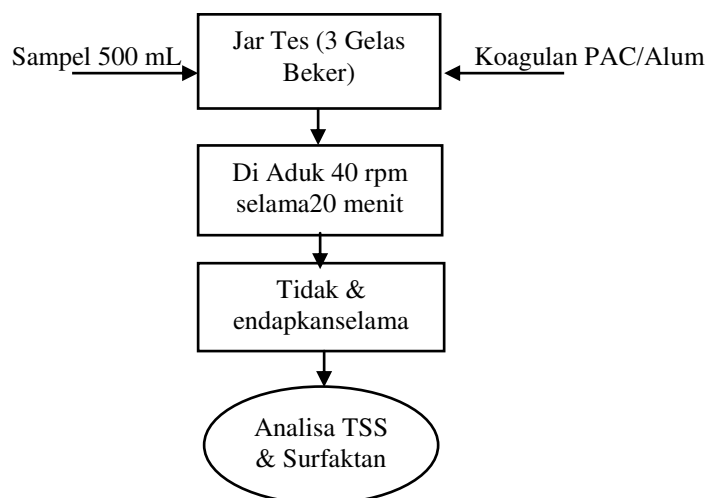 Sampel 500 mL
Jar Tes (3 Gelas
Beker)
Koagulan PAC/Alum
Di Aduk 40 rpm
selama20 menit
Tidak &
endapkanselama
Analisa TSS
& Surfaktan